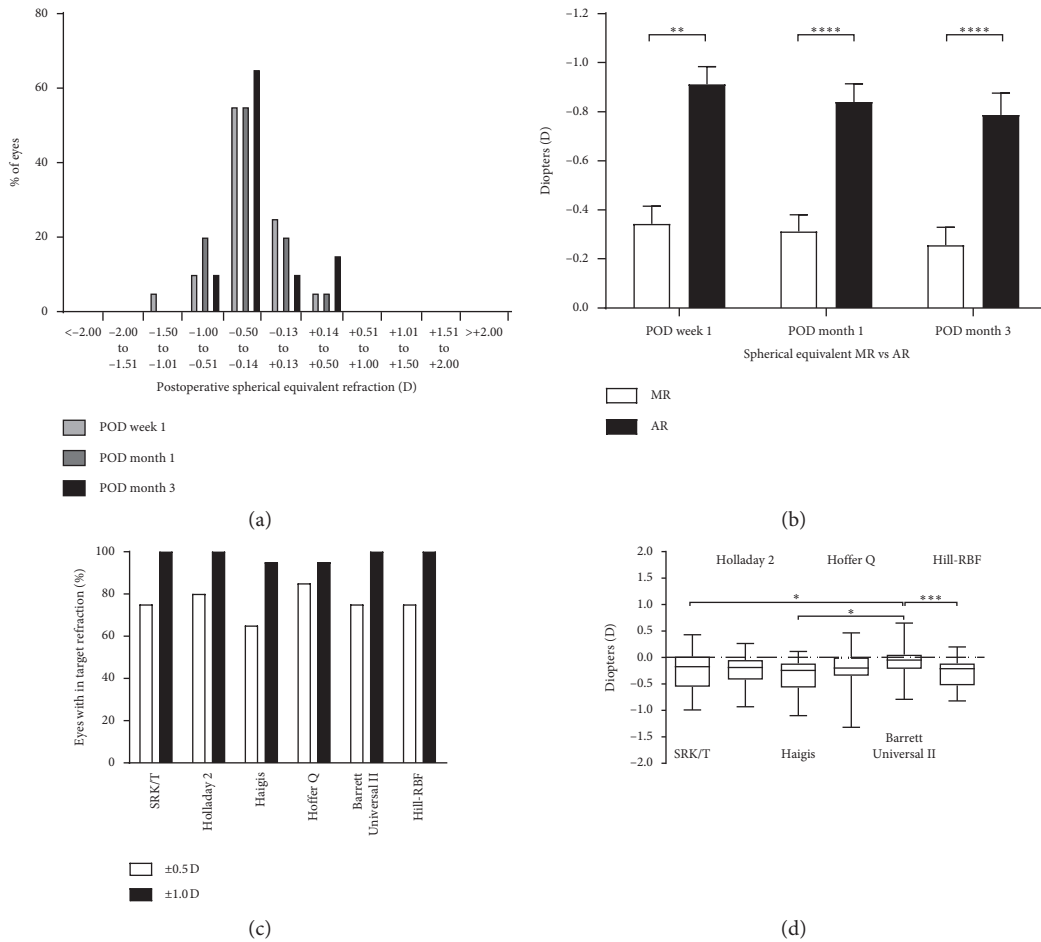 80
60
40
20
0
% of eyes
<−2.00
−2.00 to −1.51
−1.50 to −1.01
−1.00 to −0.51
−0.50 to −0.14
−0.13 to +0.13
+0.14 to +0.50
+0.51 to +1.00
+1.01 to +1.50
+1.51 to +2.00
>+2.00
Postoperative spherical equivalent refraction (D)
POD week 1
POD month 1
POD month 3
(a)
−1.2
−1.0
−0.8
−0.6
−0.4
−0.2
0.0
Diopters (D)
**
****
****
POD week 1
POD month 1
POD month 3
Spherical equivalent MR vs AR
MR
AR
(b)
100
80
60
40
20
0
Eyes with in target refraction (%)
SRK/T
Holladay 2
Haigis
Hoffer Q
Barrett
Universal II
Hill-RBF
±0.5 D
±1.0 D
(c)
2.0
1.5
1.0
0.5
0.0
−0.5
−1.0
−1.5
−2.0
Diopters (D)
Holladay 2
Hoffer Q
Hill-RBF
*
*
***
SRK/T
Haigis
Barrett
Universal II
(d)